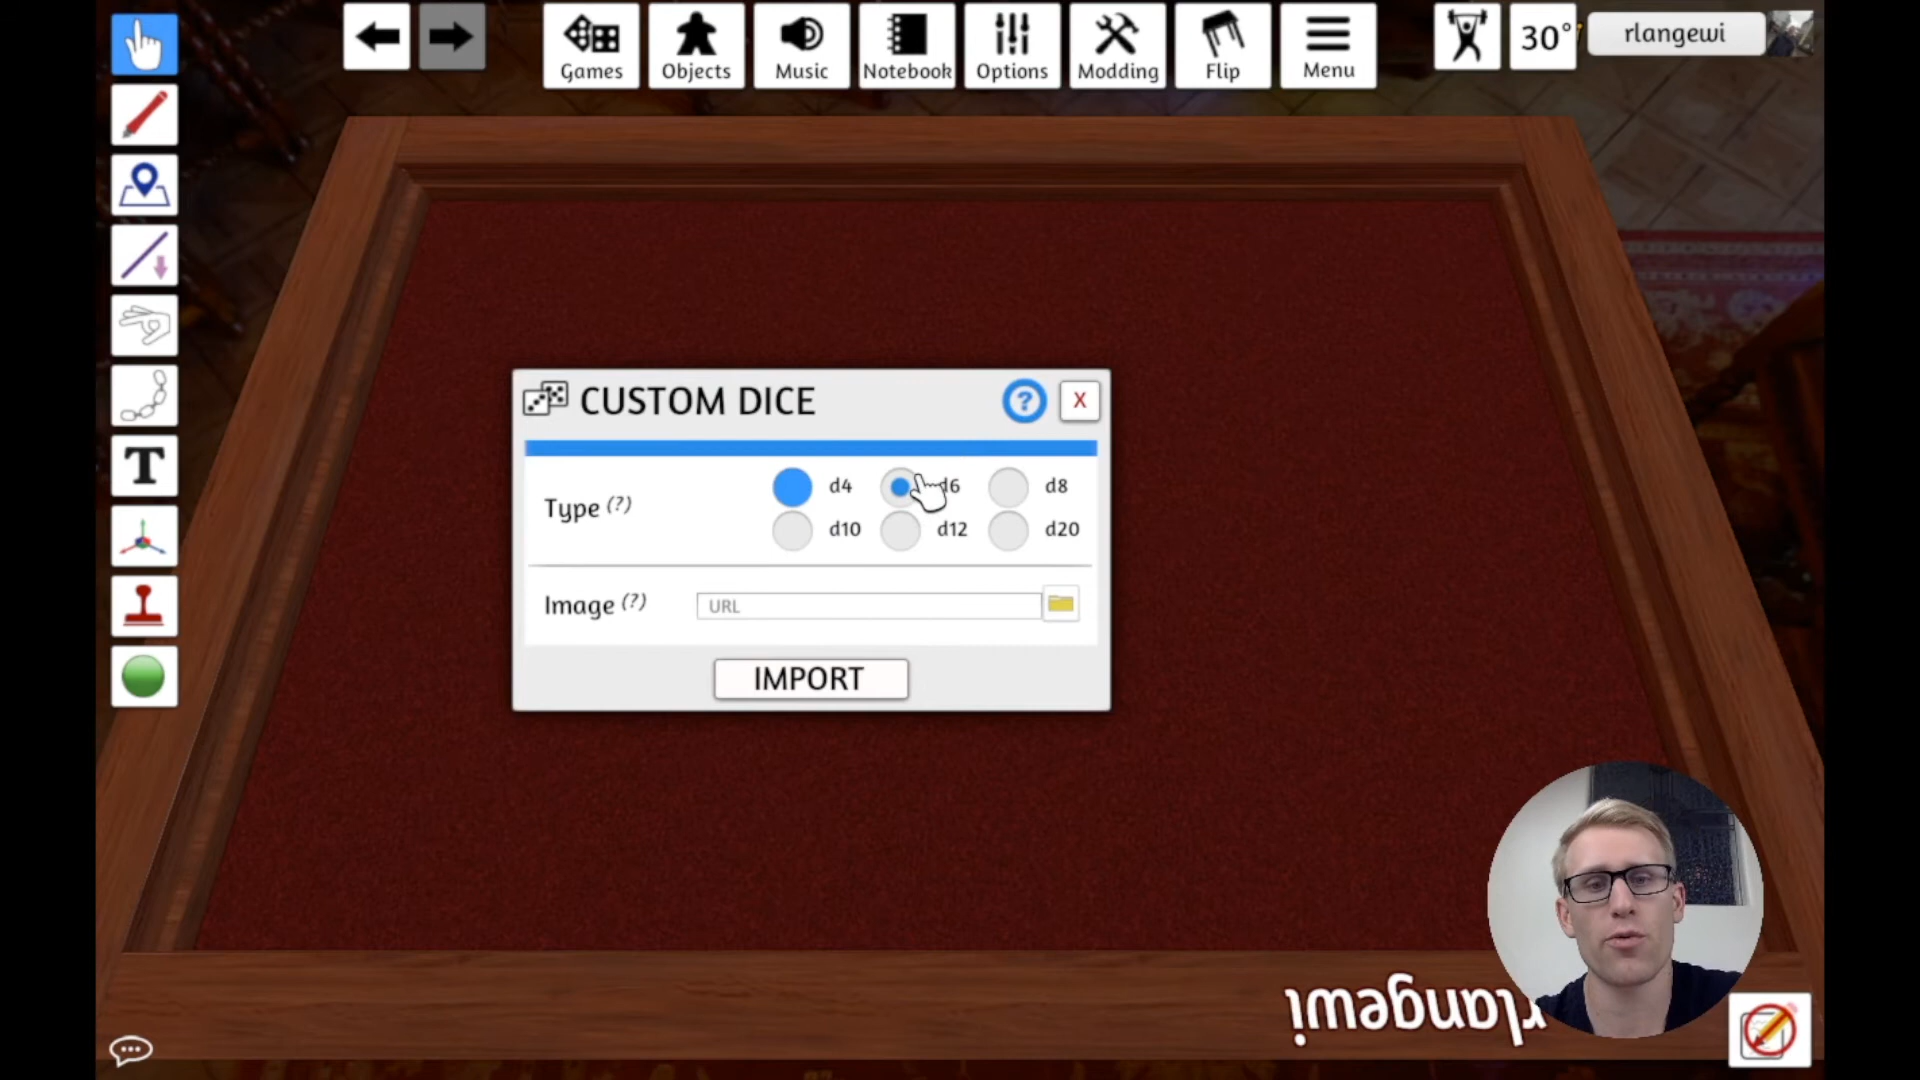 Games
Objects
Music
Notebook
Options
Modding
Flip
Menu
30°
rlangewi
T
CUSTOM DICE
?
X
Type (?)
d4
d6
d8
d10
d12
d20
Image (?)
URL
IMPORT
rlangewi